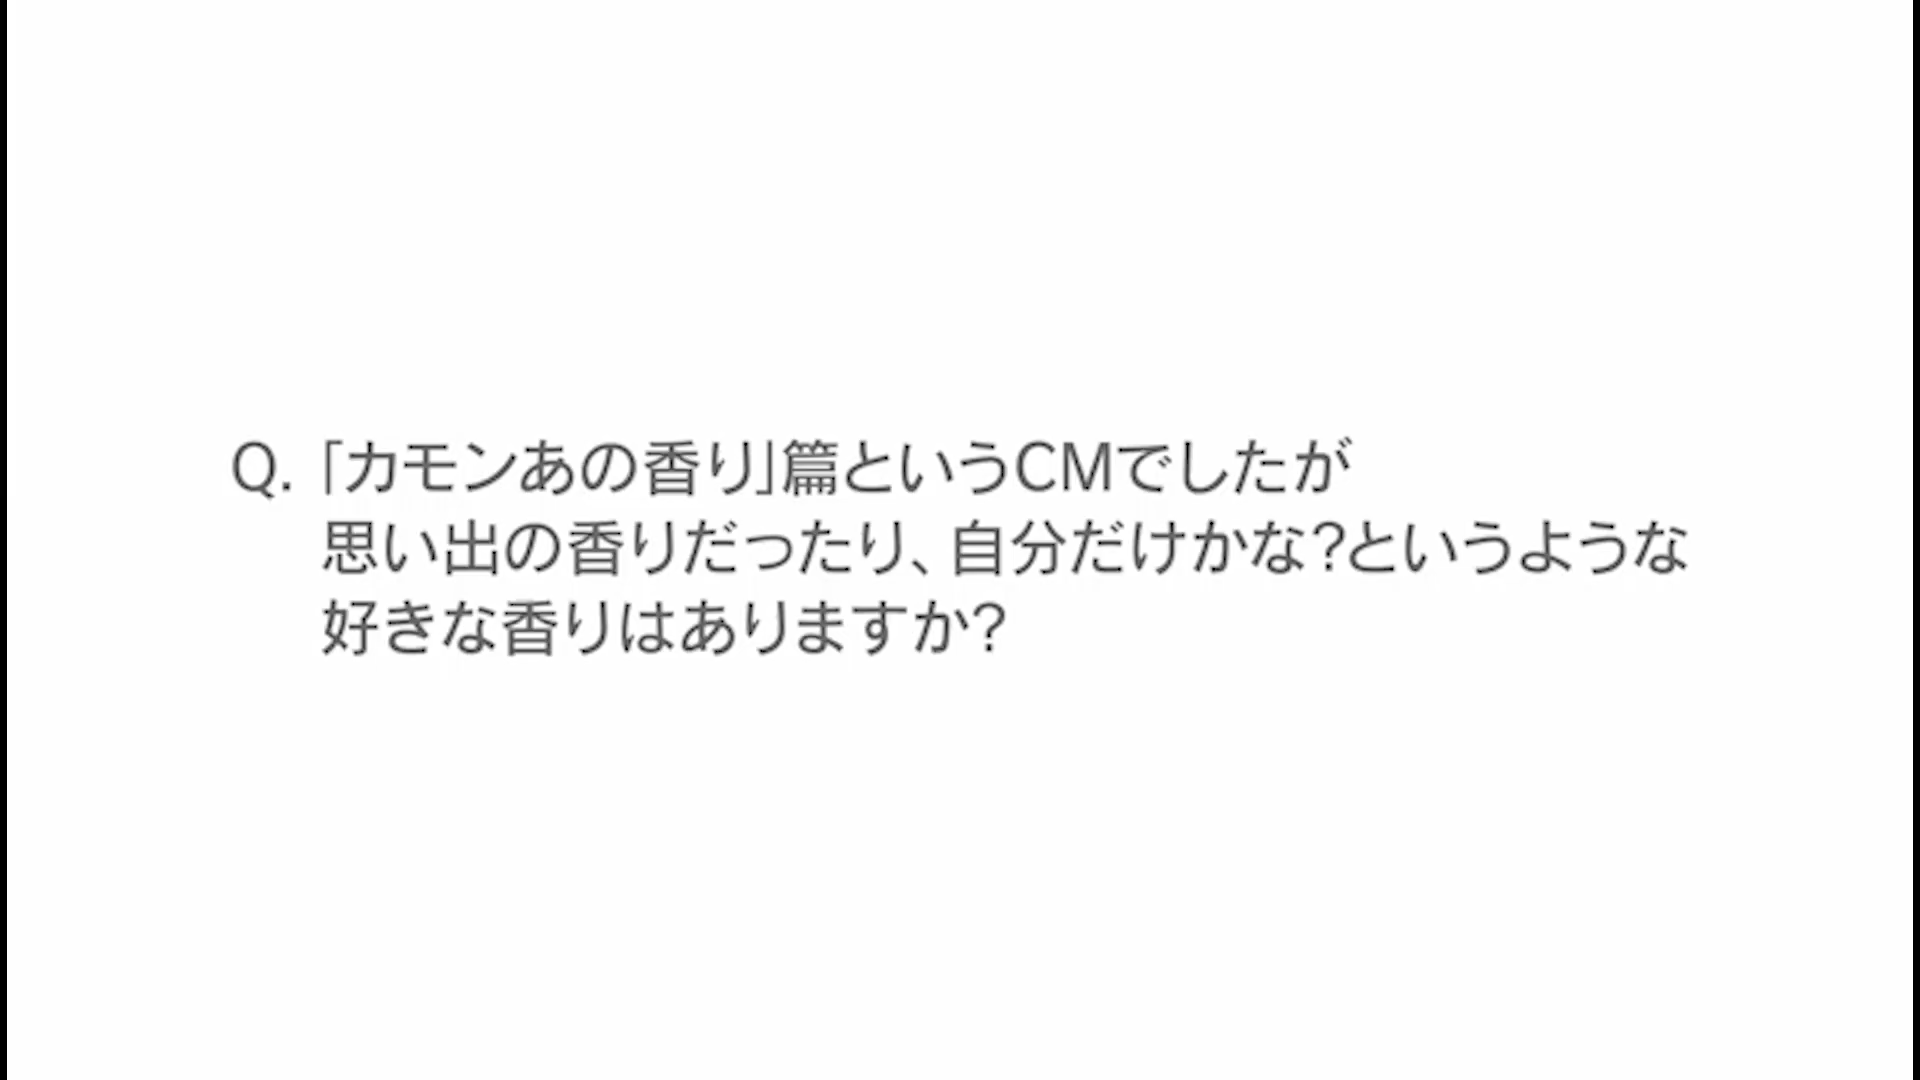 Q. 「カモンあの香り」篇というCMでしたが
思い出の香りだったり、自分だけかな?というような
好きな香りはありますか?